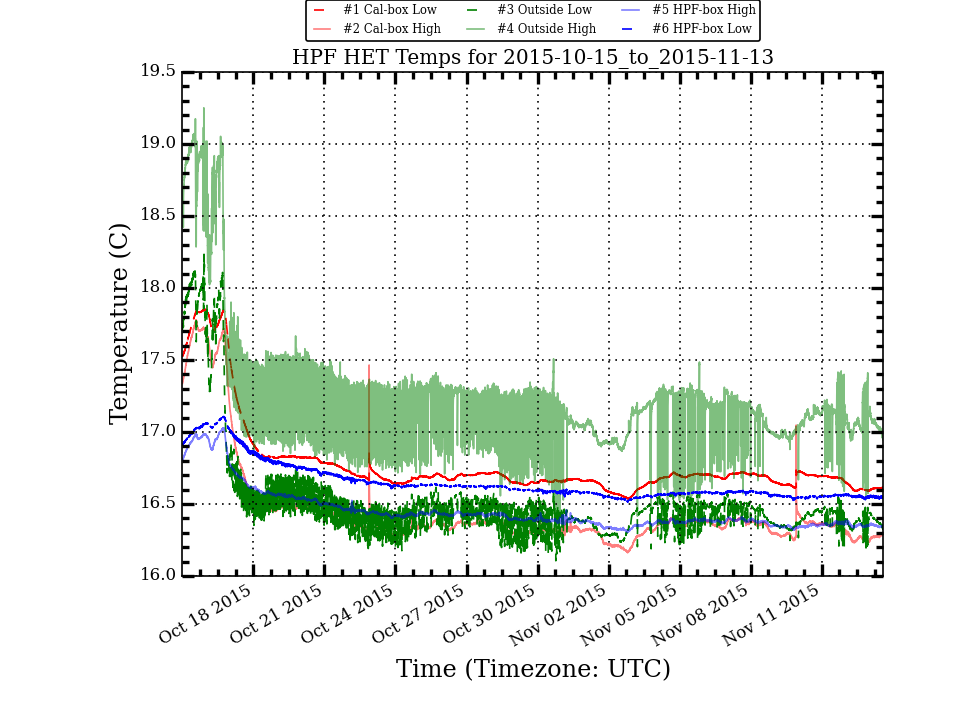 #1 Cal-box Low #3 Outside Low #5 HPF-box High
#2 Cal-box High #4 Outside High #6 HPF-box Low
HPF HET Temps for 2015-10-15_to_2015-11-13
19.5
19.0
18.5
18.0
17.5
17.0
16.5
16.0
Temperature (C)
Oct 18 2015 Oct 21 2015 Oct 24 2015 Oct 27 2015 Oct 30 2015 Nov 02 2015 Nov 05 2015 Nov 08 2015 Nov 11 2015
Time (Timezone: UTC)